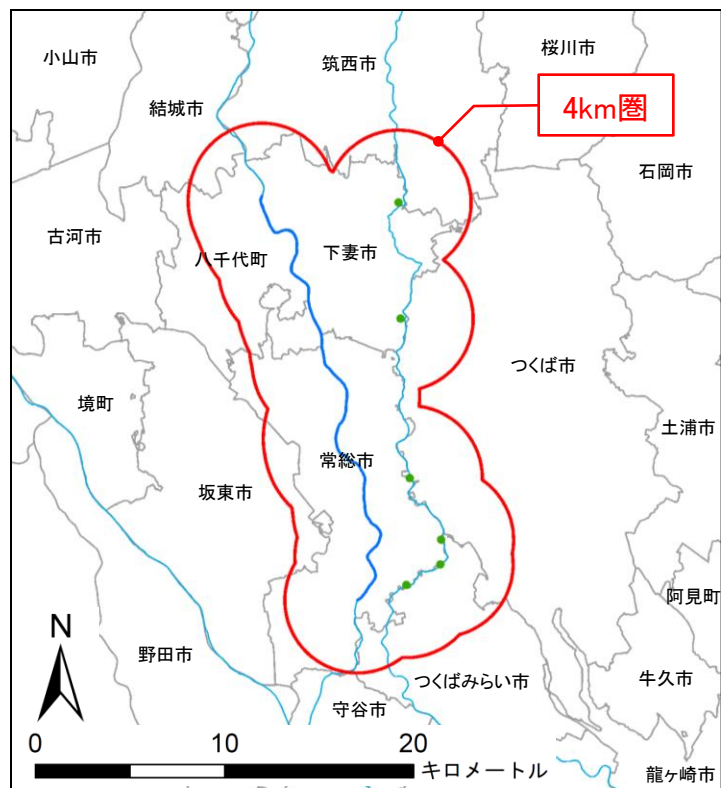 小山市
筑西市
桜川市
結城市
4km圏
石岡市
古河市
八千代町
下妻市
つくば市
境町
土浦市
常総市
坂東市
阿見町
N
野田市
つくばみらい市
牛久市
守谷市
0 10 20
キロメートル
龍ヶ崎市